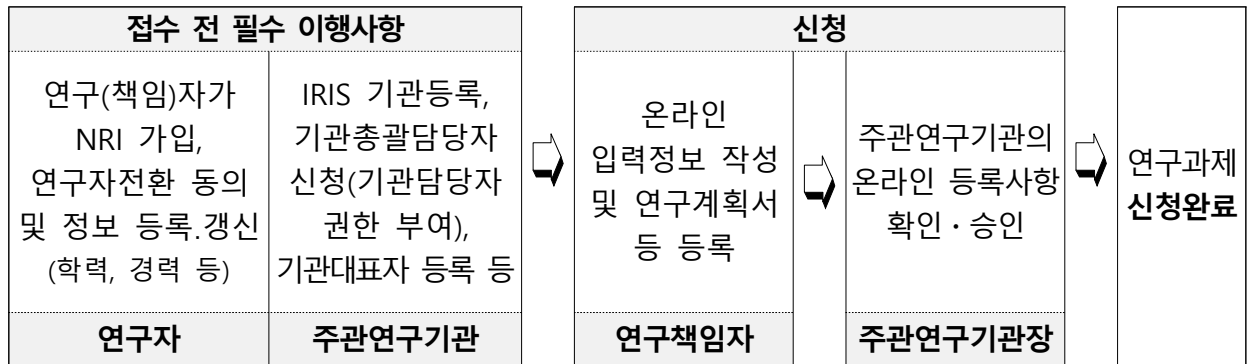 접수 전 필수 이행사항
연구(책임)자가
NRI 가입,
연구자전환 동의
및 정보 등록.갱신
(학력, 경력 등)
연구자
IRIS 기관등록,
기관총괄담당자
신청(기관담당자
권한 부여),
기관대표자 등록 등
주관연구기관
신청
온라인
입력정보 작성
및 연구계획서
등 등록
연구책임자
주관연구기관의
온라인 등록사항
확인·승인
주관연구기관장
연구과제
신청완료